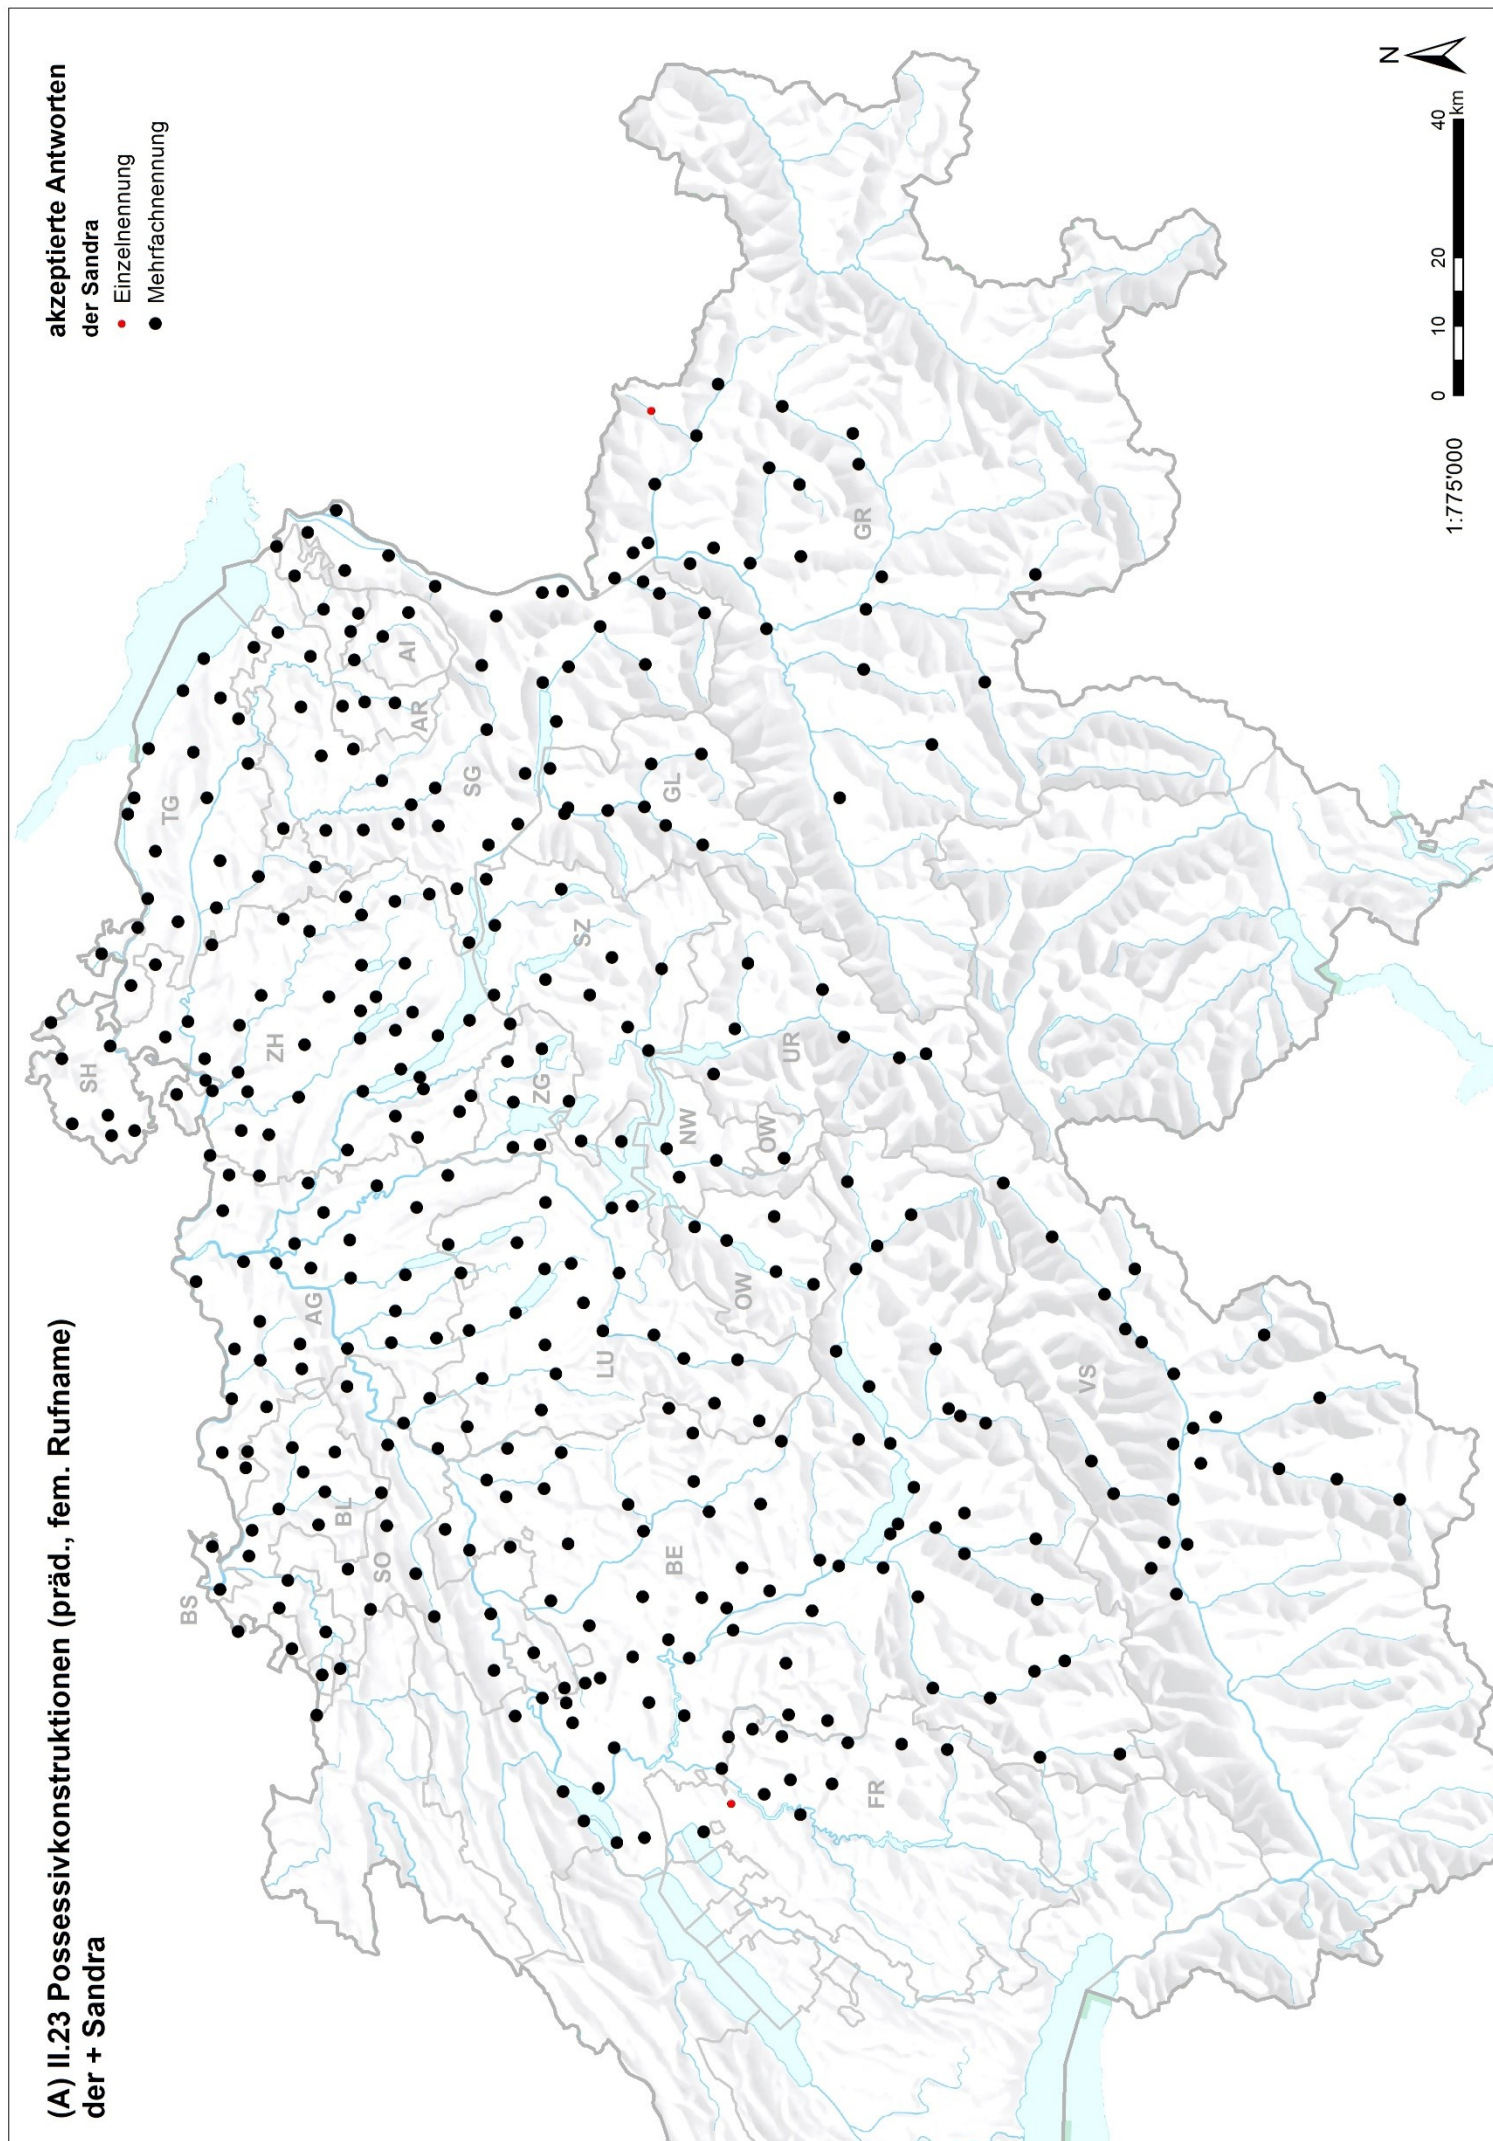 (A) II.23 Possessivkonstruktionen (präd., fem. Rufname)
der + Sandra
akzeptierte Antworten
der Sandra
Einzelnennung
Mehrfachnennung
BS
SH
TG
BL
AG
ZH
SO
AR
AI
SG
ZG
SZ
LU
GL
BE
NW
OW
OW
UR
FR
GR
VS
N
0 10 20 40
km
1:775'000